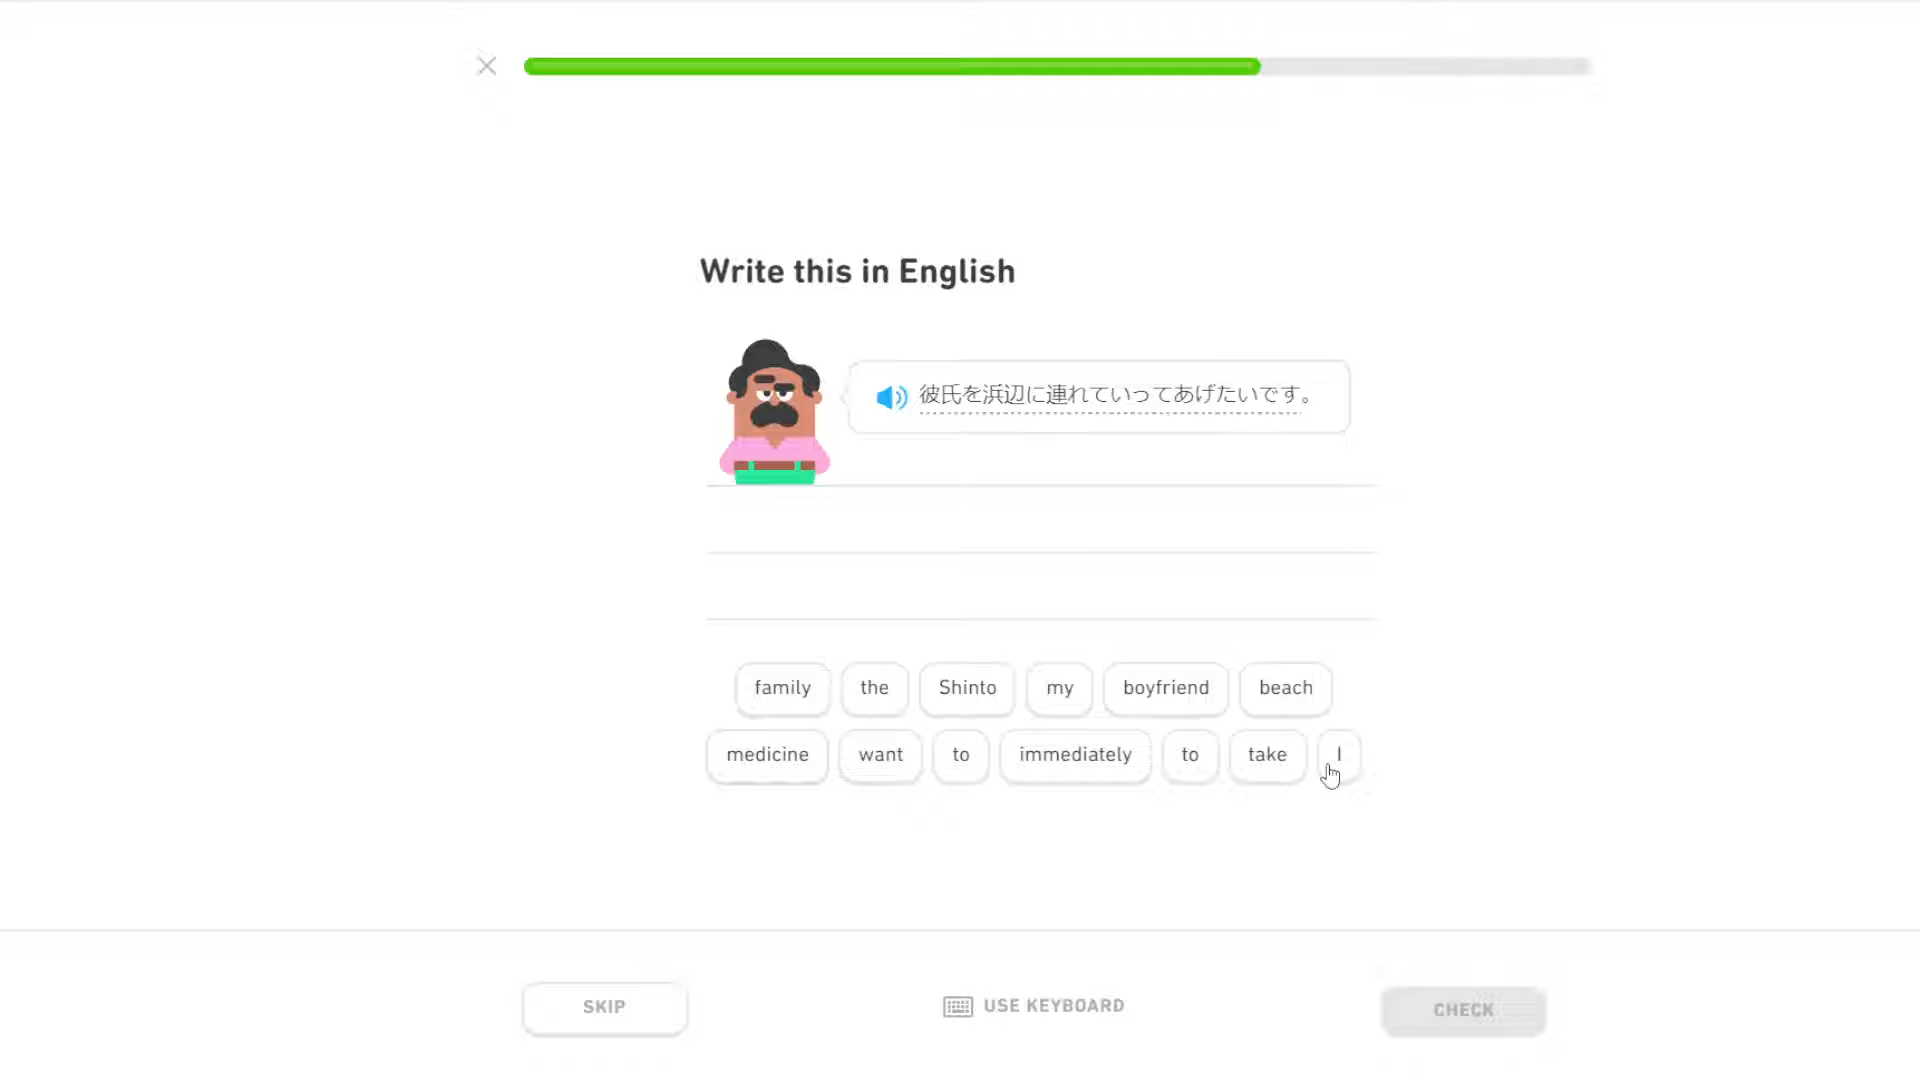 Write this in English
彼氏を浜辺に連れていってあげたいです。
family the Shinto my boyfriend beach
medicine want to immediately to take I
SKIP USE KEYBOARD CHECK